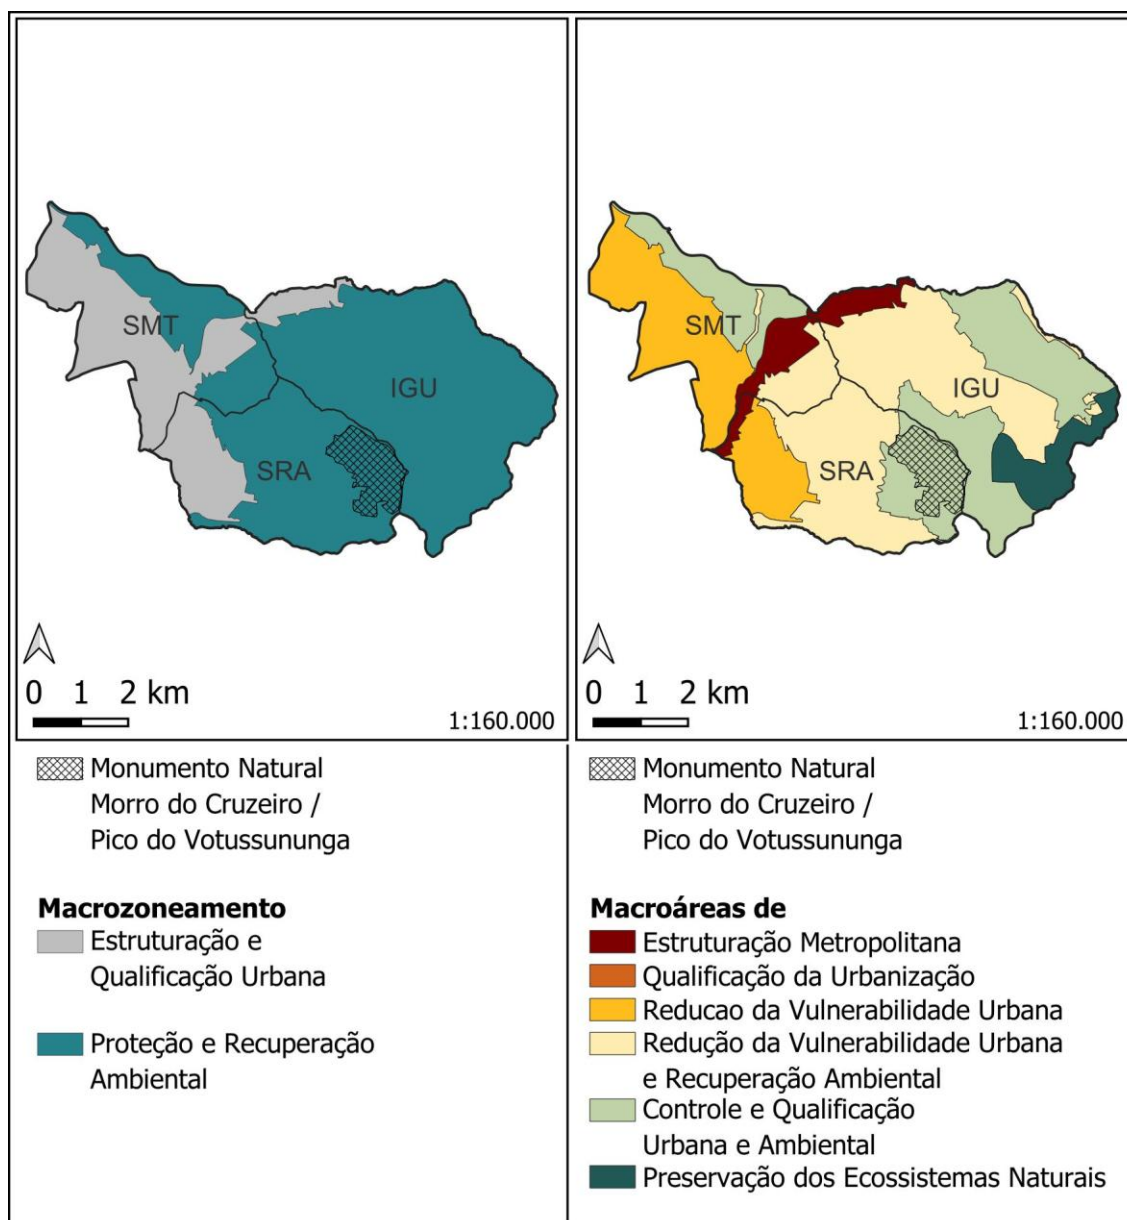 SMT
IGU
SRA
0 1 2 km
1:160.000
Monumento Natural
Morro do Cruzeiro /
Pico do Votussununga
Macrozoneamento
Estruturação e
Qualificação Urbana
Proteção e Recuperação
Ambiental
SMT
IGU
SRA
0 1 2 km
1:160.000
Monumento Natural
Morro do Cruzeiro /
Pico do Votussununga
Macroáreas de
Estruturação Metropolitana
Qualificação da Urbanização
Reducao da Vulnerabilidade Urbana
Redução da Vulnerabilidade Urbana
e Recuperação Ambiental
Controle e Qualificação
Urbana e Ambiental
Preservação dos Ecossistemas Naturais